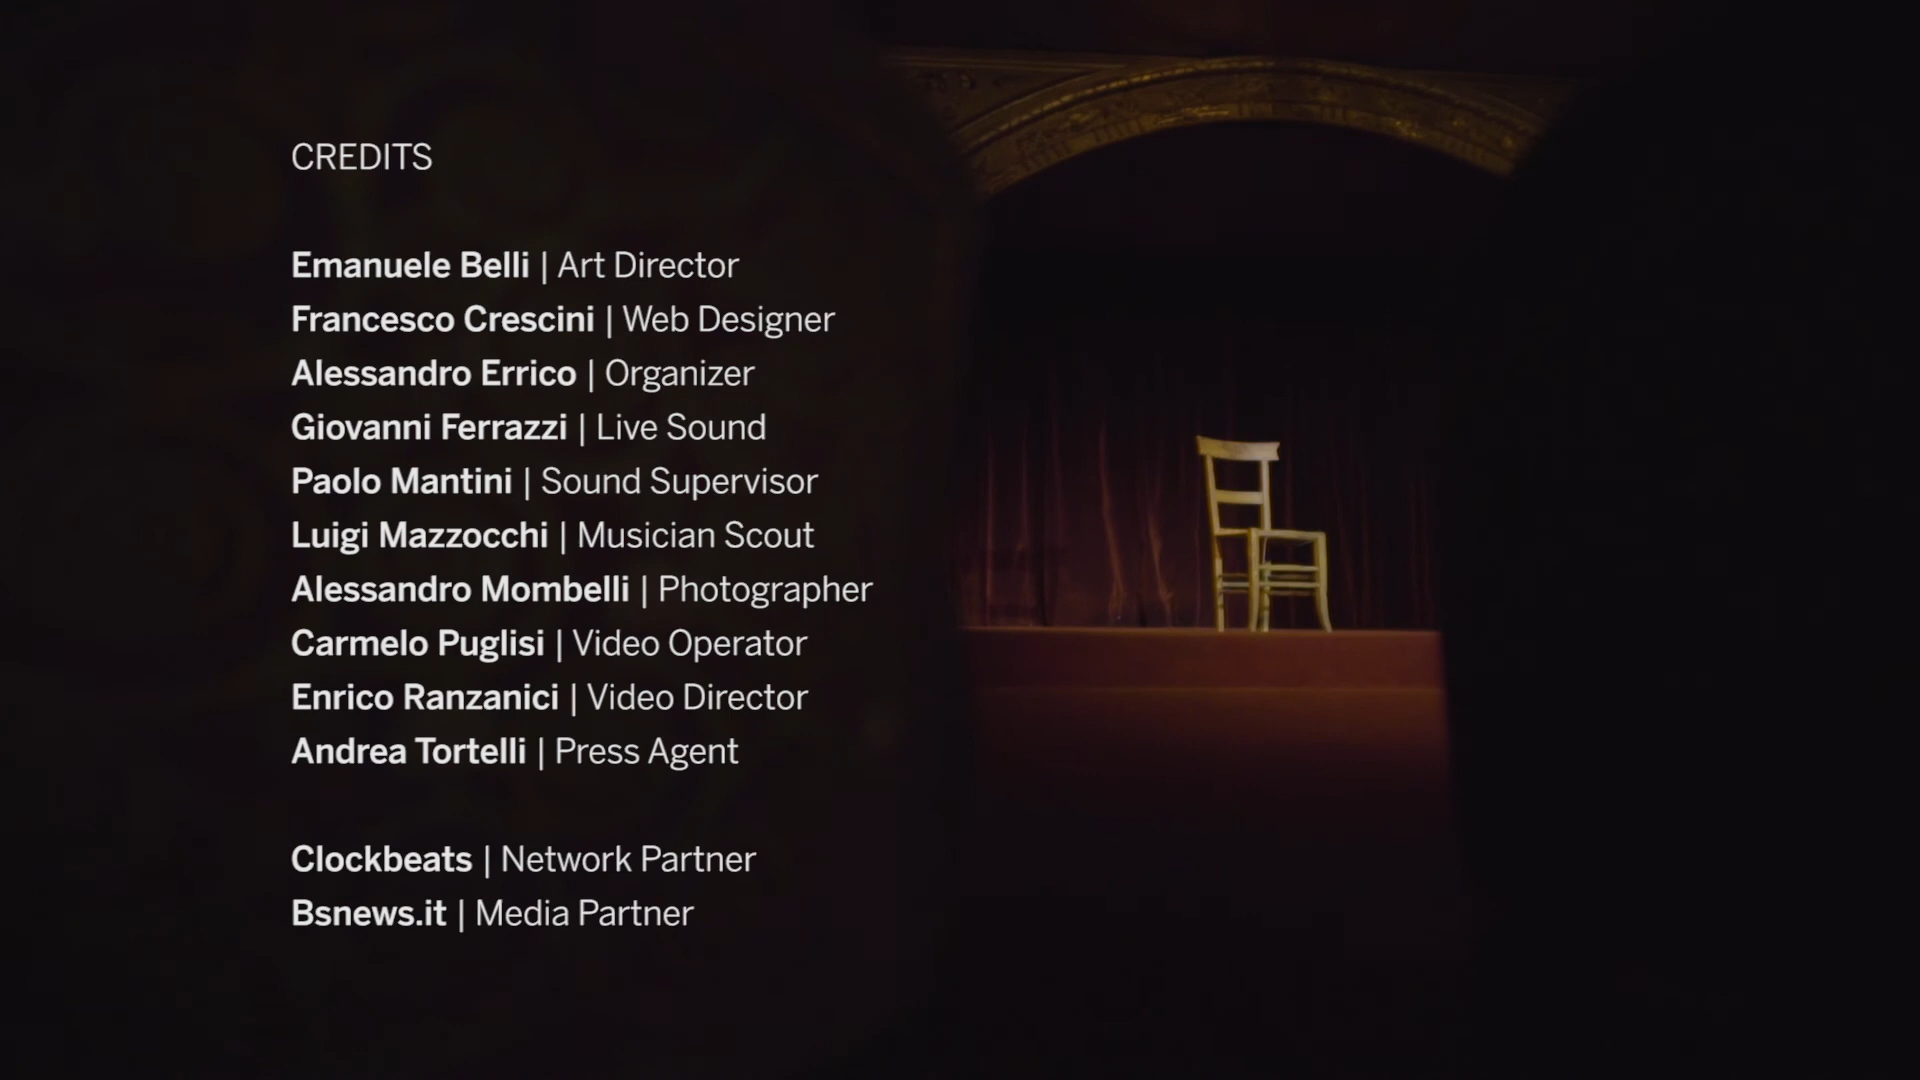 CREDITS
Emanuele Belli | Art Director
Francesco Crescini | Web Designer
Alessandro Errico | Organizer
Giovanni Ferrazzi | Live Sound
Paolo Mantini | Sound Supervisor
Luigi Mazzocchi | Musician Scout
Alessandro Mombelli | Photographer
Carmelo Puglisi | Video Operator
Enrico Ranzanici | Video Director
Andrea Tortelli | Press Agent
Clockbeats | Network Partner
Bsnews.it | Media Partner